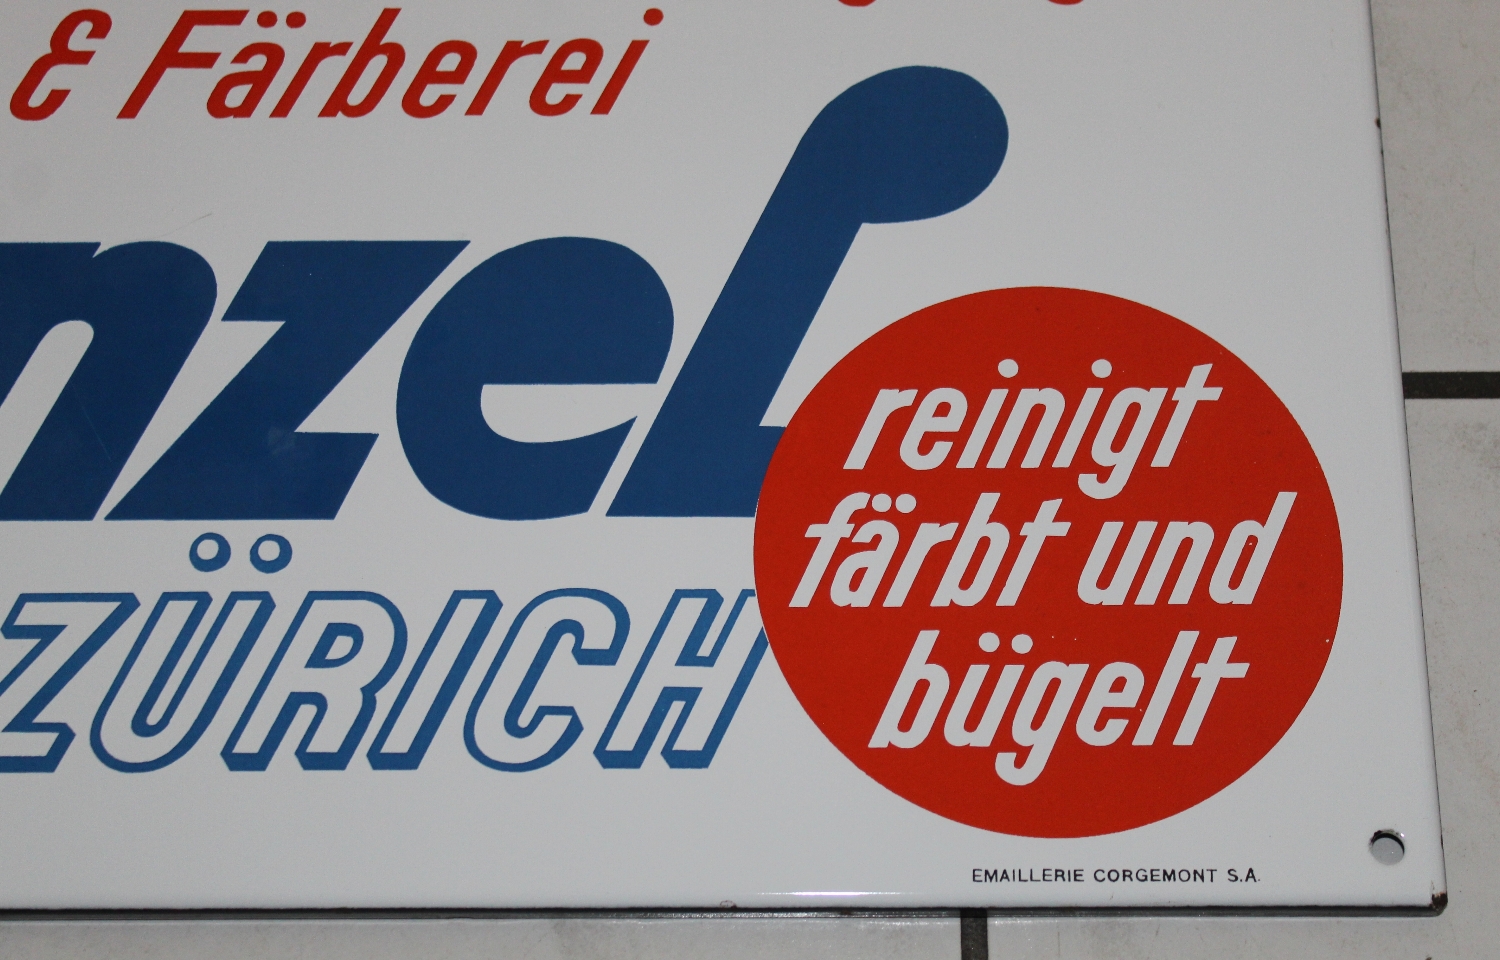 & Färberei
nzel
ZÜRICH
reinigt
färbt und
bügelt
EMAILLERIE CORGEMONT S.A.